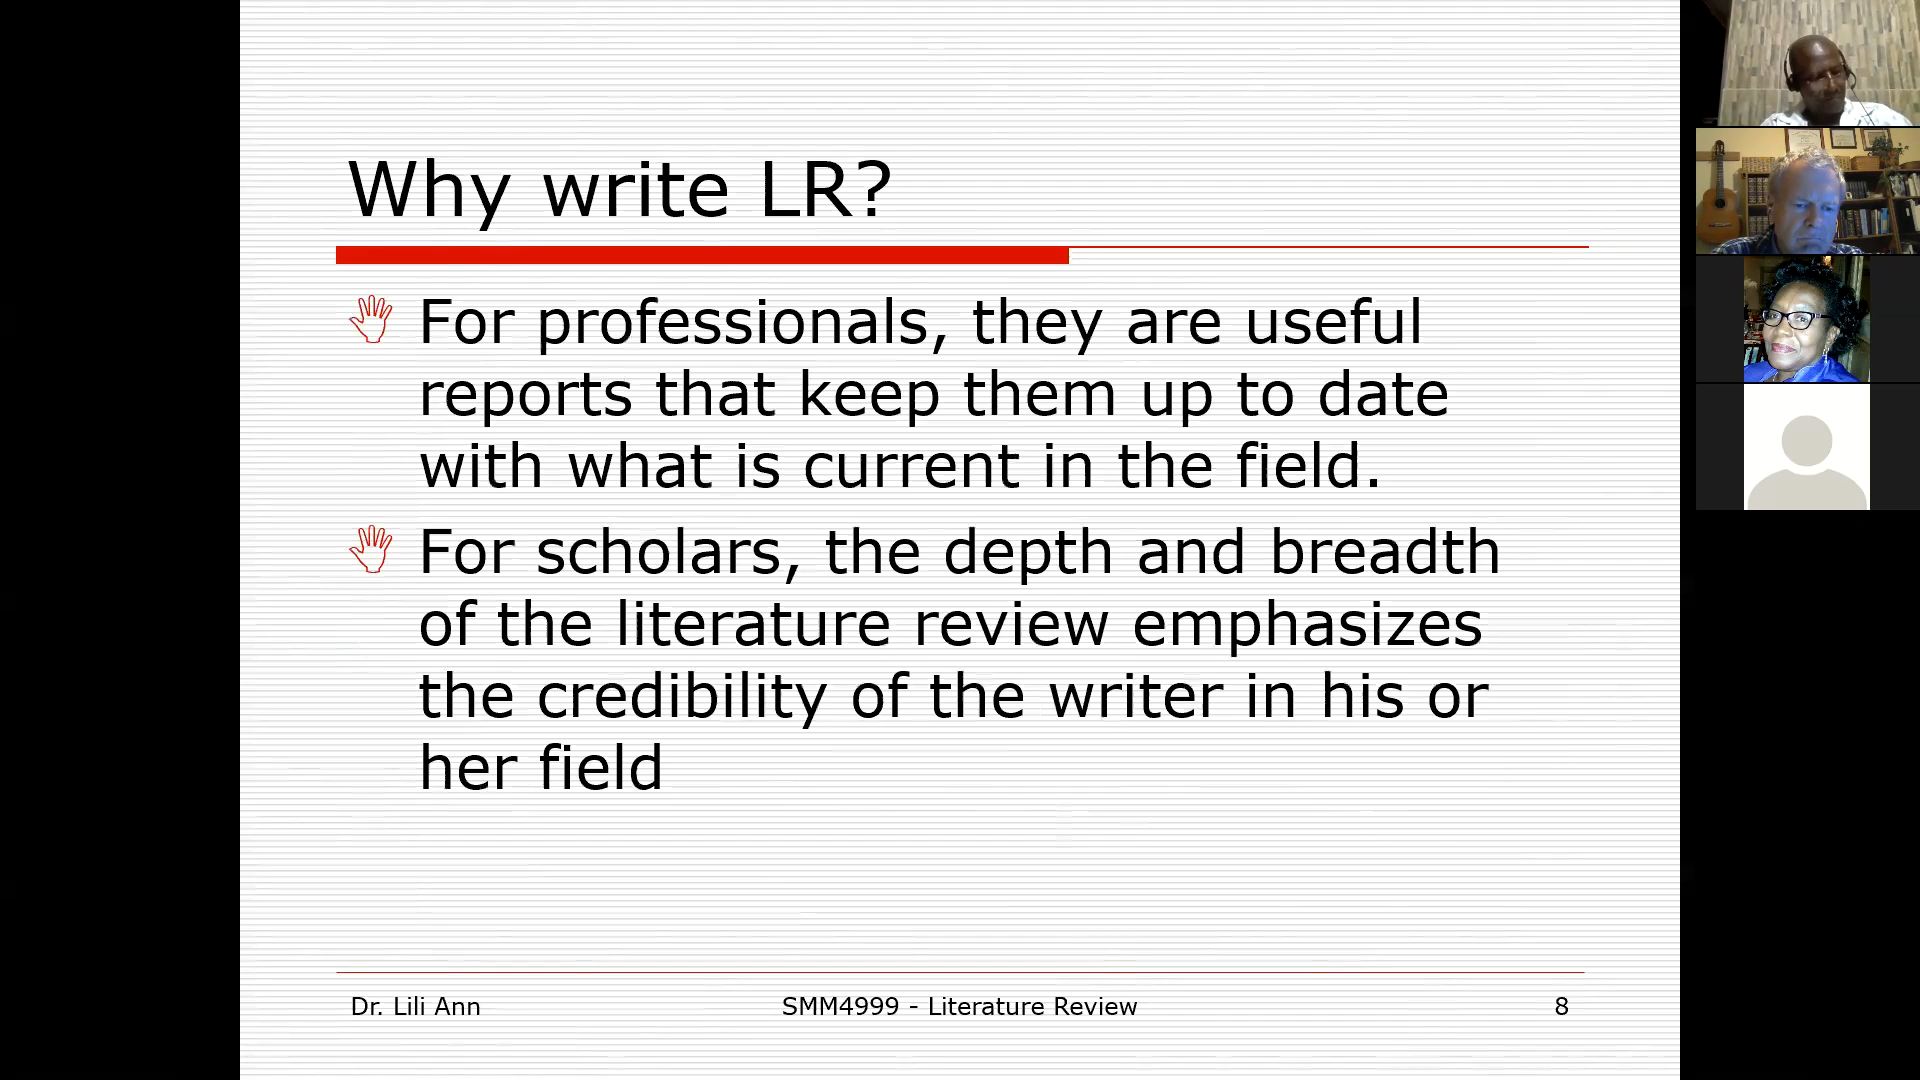 Why write LR?
For professionals, they are useful
reports that keep them up to date
with what is current in the field.
For scholars, the depth and breadth
of the literature review emphasizes
the credibility of the writer in his or
her field
Dr. Lili Ann
SMM4999 - Literature Review
8